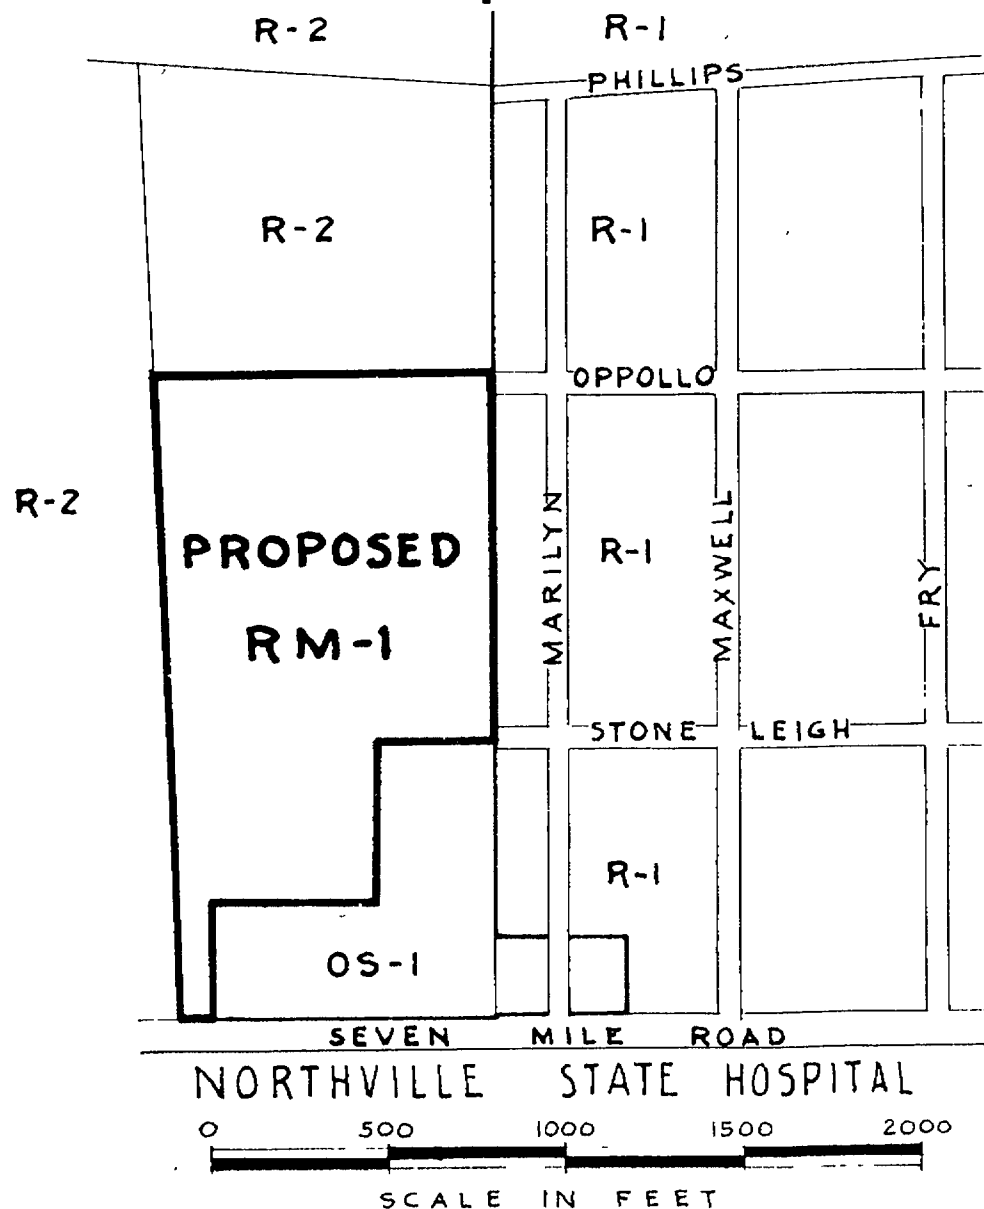 R-2
R-1
PHILLIPS
R-2
R-1
OPPOLLO
R-2
PROPOSED
RM-1
R-1
MARILYN
MAXWELL
FRY
STONE LEIGH
R-1
OS-1
SEVEN MILE ROAD
NORTHVILLE STATE HOSPITAL
0 500 1000 1500 2000
SCALE IN FEET